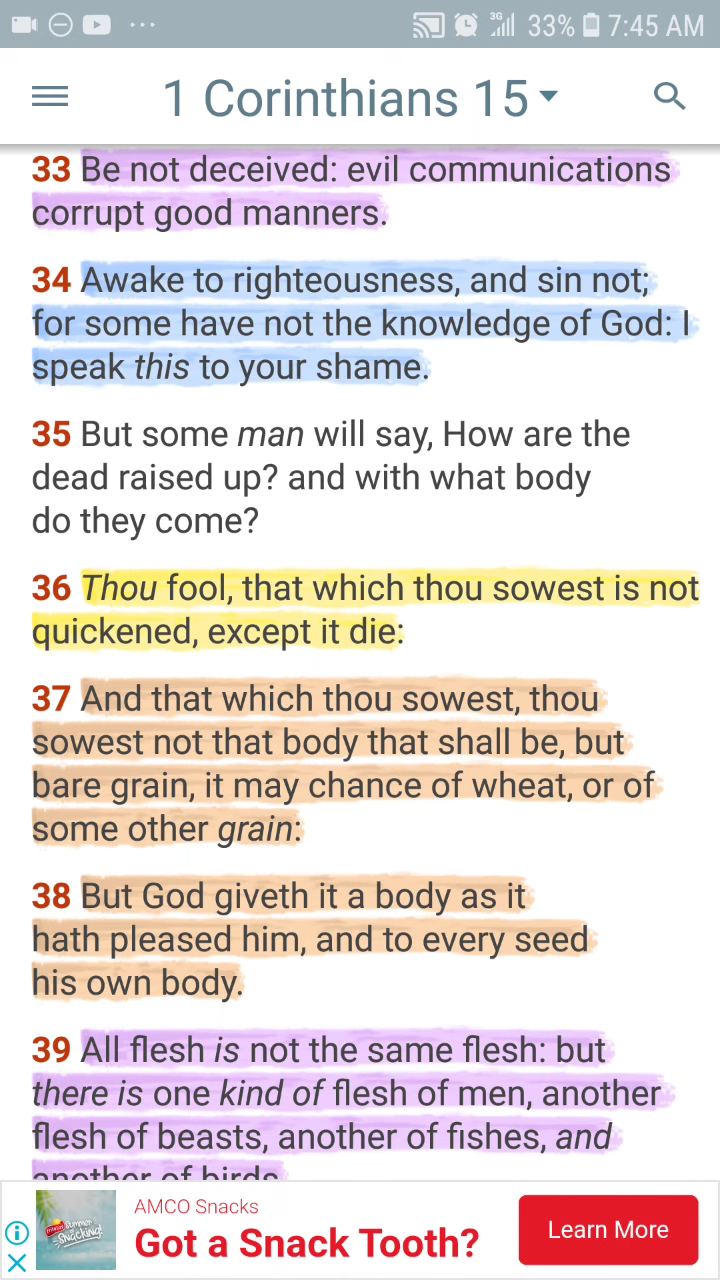 3G 33% 7:45 AM
1 Corinthians 15
33 Be not deceived: evil communications
corrupt good manners.
34 Awake to righteousness, and sin not;
for some have not the knowledge of God: I
speak this to your shame.
35 But some man will say, How are the
dead raised up? and with what body
do they come?
36 Thou fool, that which thou sowest is not
quickened, except it die:
37 And that which thou sowest, thou
sowest not that body that shall be, but
bare grain, it may chance of wheat, or of
some other grain:
38 But God giveth it a body as it
hath pleased him, and to every seed
his own body.
39 All flesh is not the same flesh: but
there is one kind of flesh of men, another
flesh of beasts, another of fishes, and
another of birds
Summer
Snacking!
AMCO Snacks
Got a Snack Tooth?
Learn More